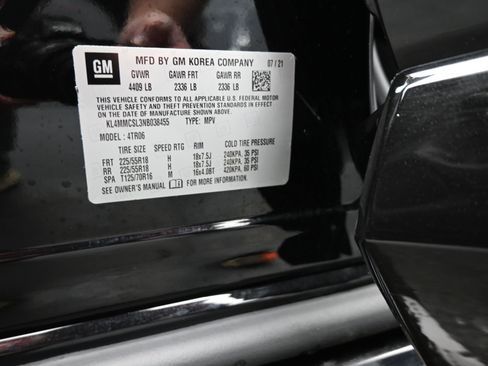 GM
MFD BY GM KOREA COMPANY 07 / 21
GVWR GAWR FRT GAWR RR
4409 LB 2336 LB 2336 LB
THIS VEHICLE CONFORMS TO ALL APPLICABLE U.S. FEDERAL MOTOR
VEHICLE SAFETY AND THEFT PREVENTION STANDARDS IN EFFECT ON THE
DATE OF MANUFACTURE SHOWN ABOVE.
KL4MMCSL3NB038455 TYPE: MPV
MODEL: 4TR06
TIRE SIZE SPEED RTG RIM COLD TIRE PRESSURE
FRT 225/55R18 H 18x7.5J 240KPA, 35 PSI
RR 225/55R18 H 18x7.5J 240KPA, 35 PSI
SPA T125/70R16 M 16x4.0BT 420KPA, 60 PSI
SEE OWNER'S MANUAL FOR MORE INFORMATION.